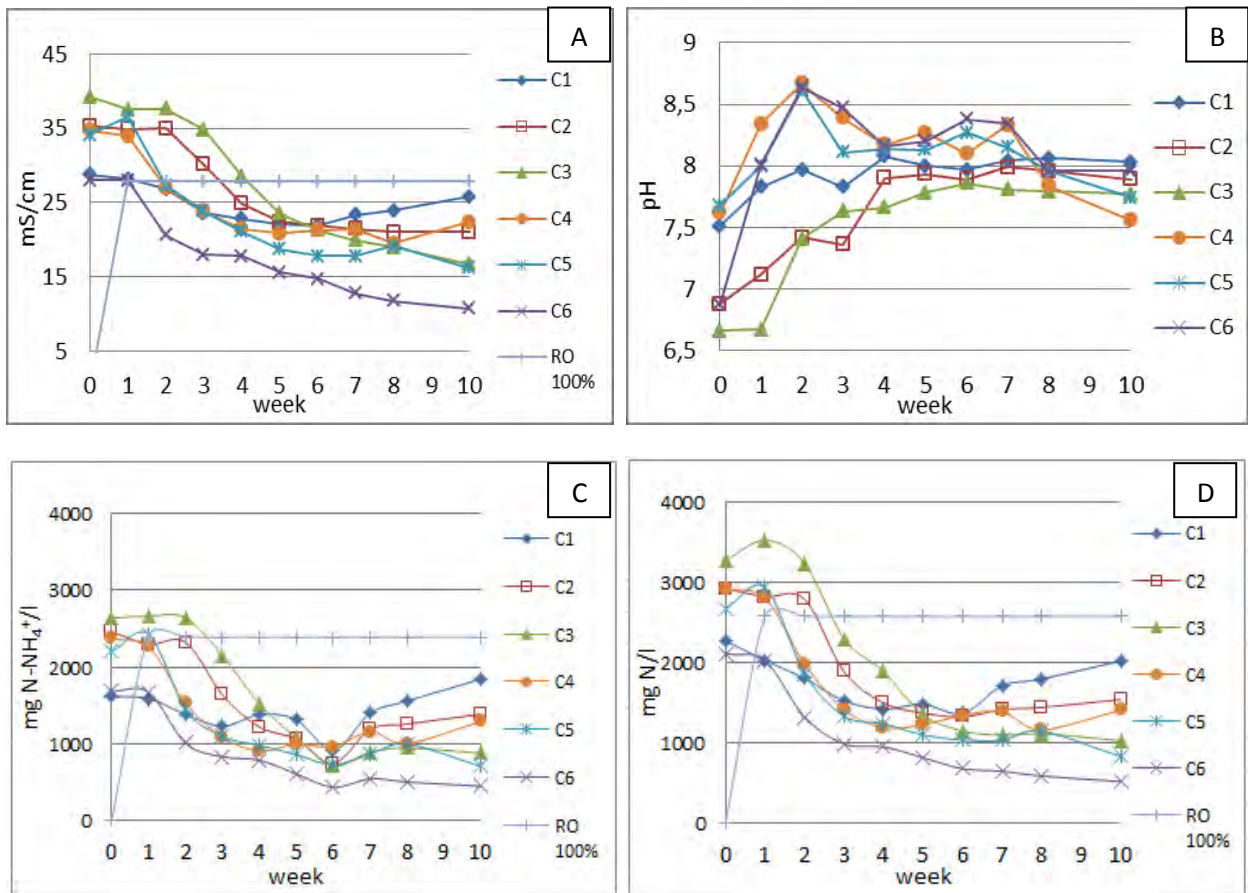 A
45
35
25
15
5
mS/cm
0 1 2 3 4 5 6 7 8 9 10
week
C1
C2
C3
C4
C5
C6
RO
100%
B
9
8,5
8
7,5
7
6,5
pH
0 1 2 3 4 5 6 7 8 9 10
week
C1
C2
C3
C4
C5
C6
C
4000
3000
2000
1000
0
mg N-NH₄⁺/l
0 1 2 3 4 5 6 7 8 9 10
week
C1
C2
C3
C4
C5
C6
RO
100%
D
4000
3000
2000
1000
0
mg N/l
0 1 2 3 4 5 6 7 8 9 10
week
C1
C2
C3
C4
C5
C6
RO
100%